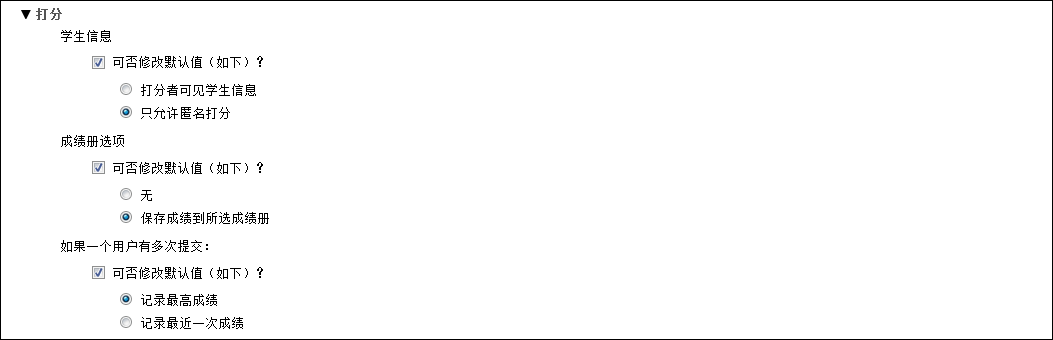 ▼ 打分
学生信息
可否修改默认值（如下）？
打分者可见学生信息
只允许匿名打分
成绩册选项
可否修改默认值（如下）？
无
保存成绩到所选成绩册
如果一个用户有多次提交：
可否修改默认值（如下）？
记录最高成绩
记录最近一次成绩